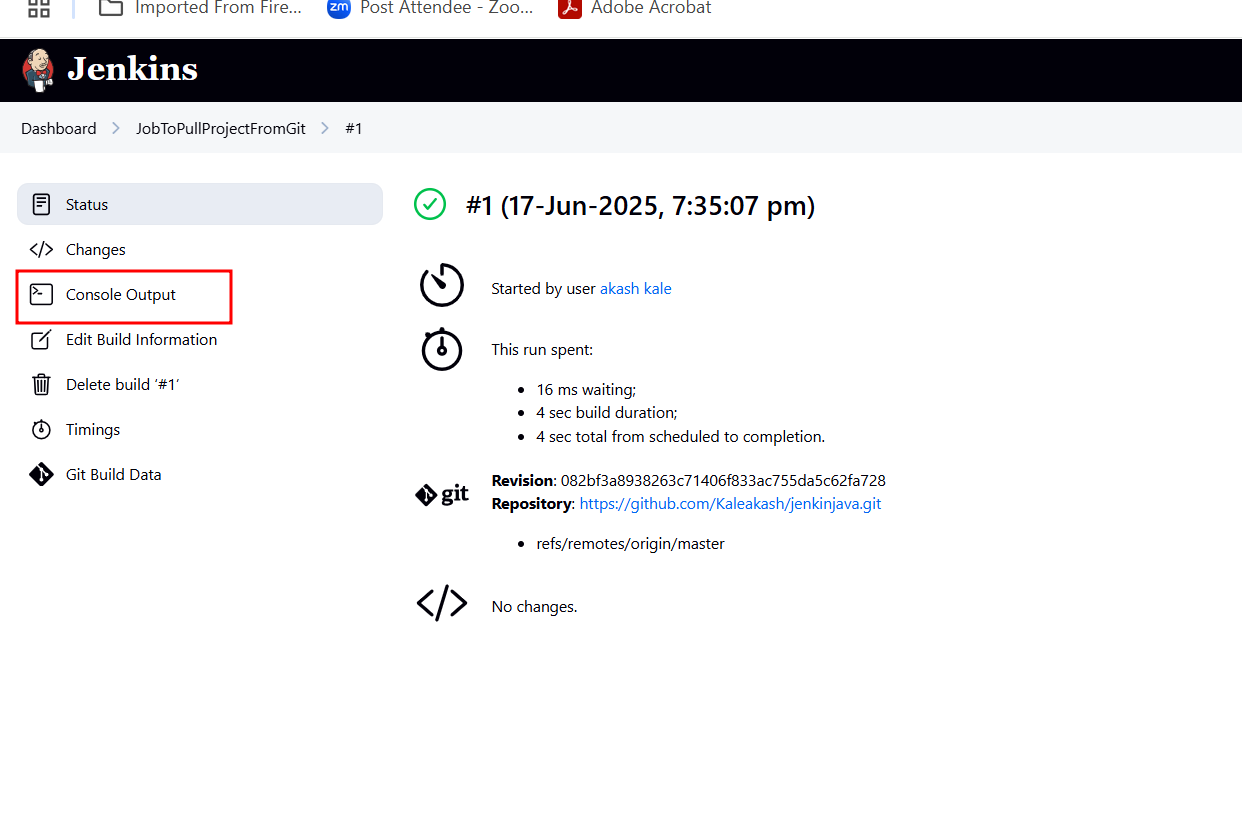 Imported From Fire...
zm
Post Attendee - Zoo...
Adobe Acrobat
Jenkins
Dashboard
JobToPullProjectFromGit
#1
Status
Changes
Console Output
Edit Build Information
Delete build ‘#1’
Timings
Git Build Data
#1 (17-Jun-2025, 7:35:07 pm)
Started by user akash kale
This run spent:
16 ms waiting;
4 sec build duration;
4 sec total from scheduled to completion.
git
Revision: 082bf3a8938263c71406f833ac755da5c62fa728
Repository: https://github.com/Kaleakash/jenkinjava.git
refs/remotes/origin/master
No changes.